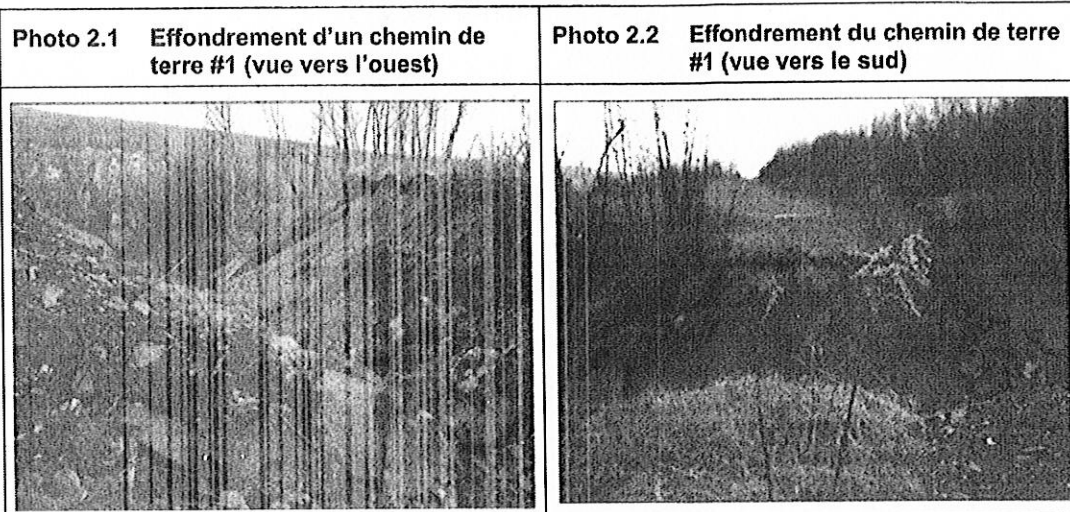 Photo 2.1 Effondrement d'un chemin de
terre #1 (vue vers l'ouest)
Photo 2.2 Effondrement du chemin de terre
#1 (vue vers le sud)